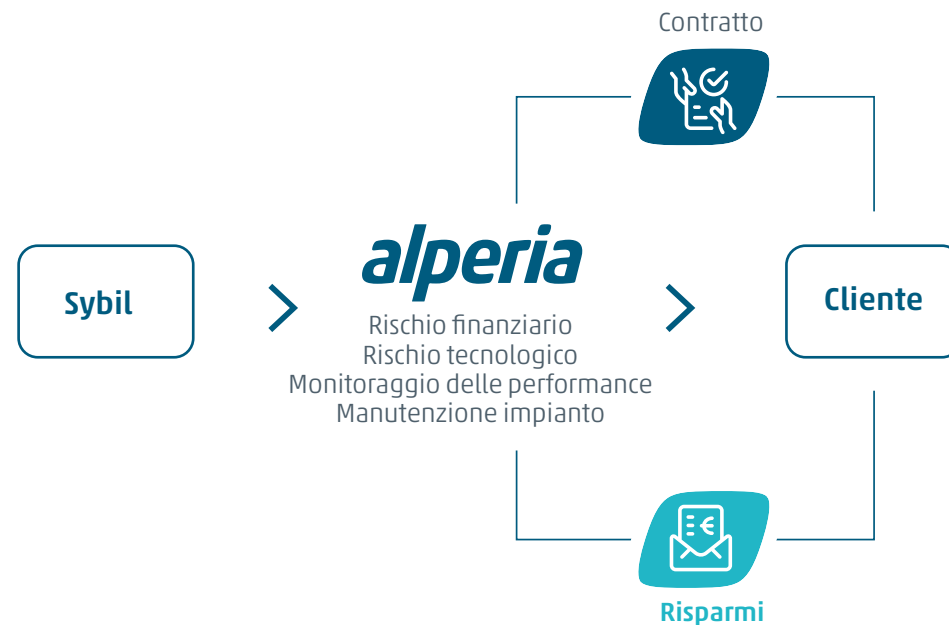 Contratto
Sybil
alperia
Rischio finanziario
Rischio tecnologico
Monitoraggio delle performance
Manutenzione impianto
Cliente
€
Risparmi